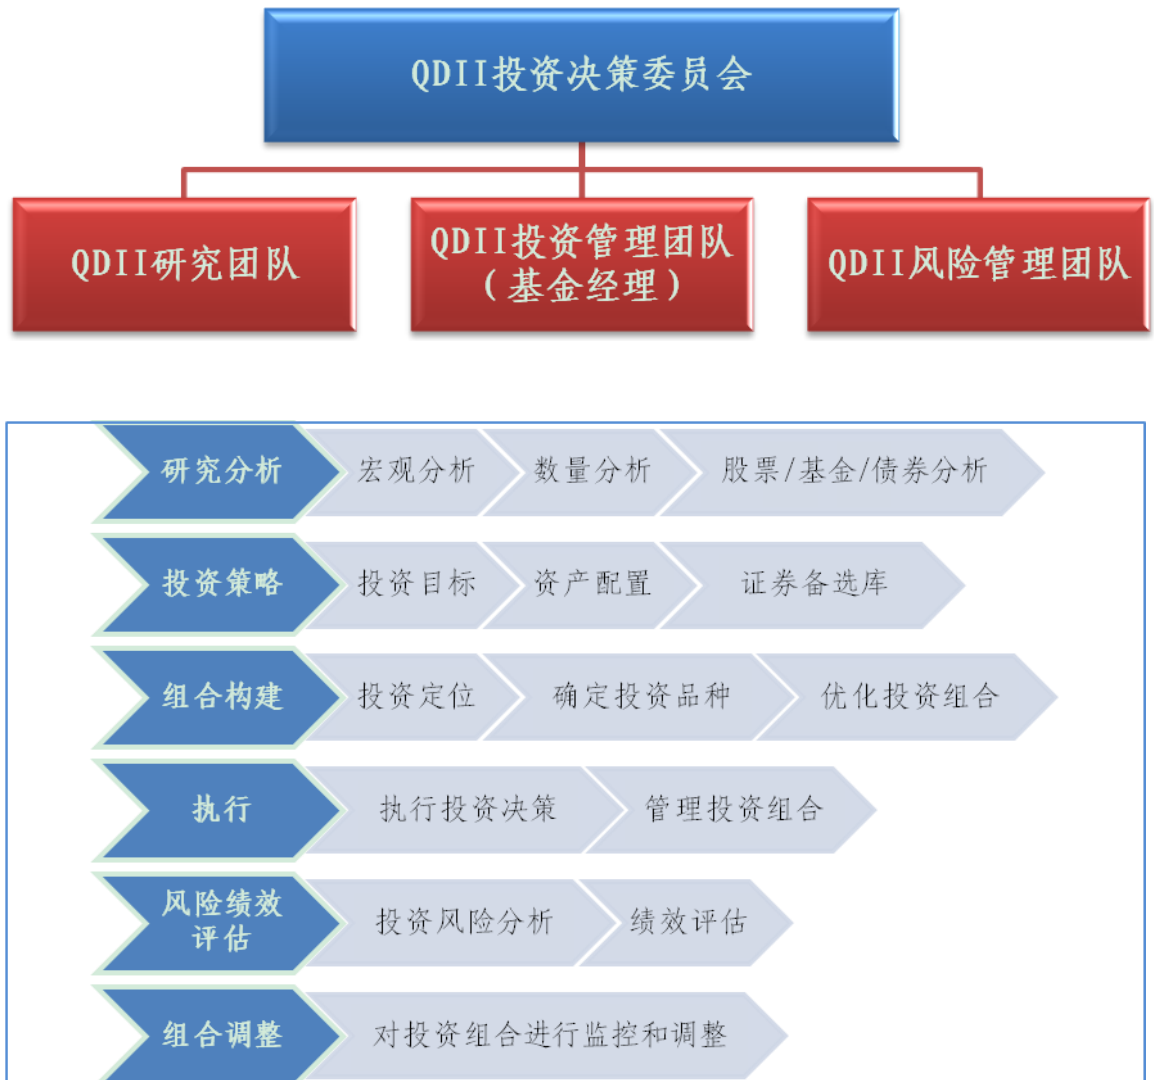 QDII投资决策委员会
QDII研究团队
QDII投资管理团队
（基金经理）
QDII风险管理团队
研究分析 宏观分析 数量分析 股票/基金/债券分析
投资策略 投资目标 资产配置 证券备选库
组合构建 投资定位 确定投资品种 优化投资组合
执行 执行投资决策 管理投资组合
风险绩效
评估
投资风险分析 绩效评估
组合调整 对投资组合进行监控和调整